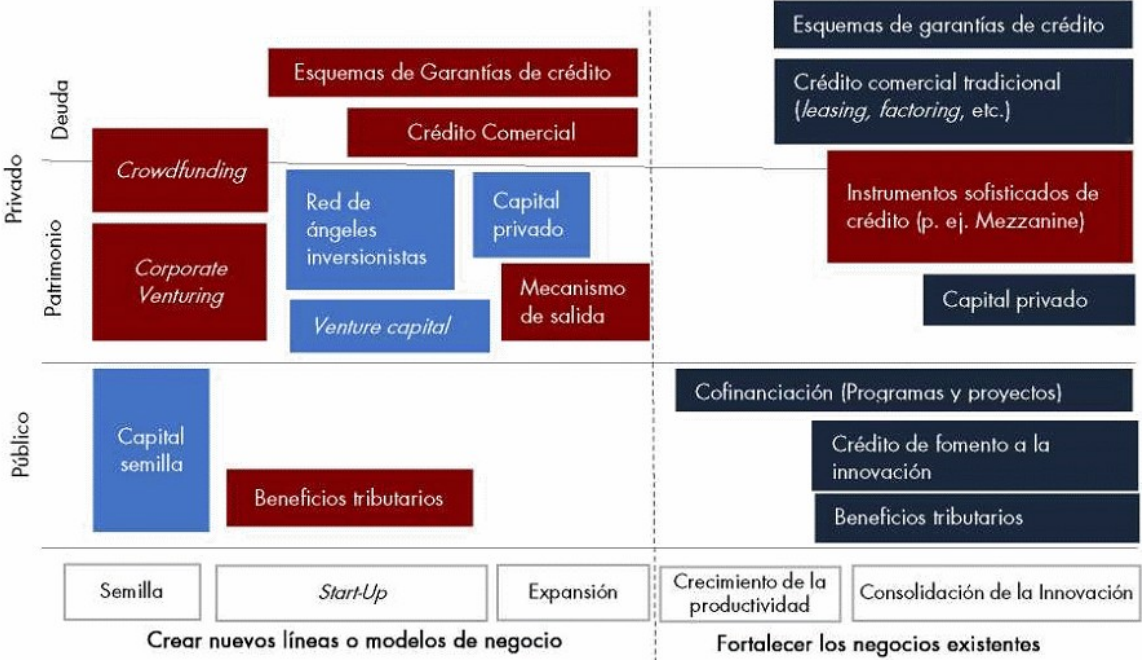 Privado
Deuda
Esquemas de Garantías de crédito
Crédito Comercial
Crowdfunding
Patrimonio
Corporate
Venturing
Red de
ángeles
inversionistas
Venture capital
Capital
privado
Mecanismo
de salida
Esquemas de garantías de crédito
Crédito comercial tradicional
(leasing, factoring, etc.)
Instrumentos sofisticados de
crédito (p. ej. Mezzanine)
Capital privado
Público
Capital
semilla
Beneficios tributarios
Cofinanciación (Programas y proyectos)
Crédito de fomento a la
innovación
Beneficios tributarios
Semilla
Start-Up
Expansión
Crecimiento de la
productividad
Consolidación de la Innovación
Crear nuevos líneas o modelos de negocio
Fortalecer los negocios existentes